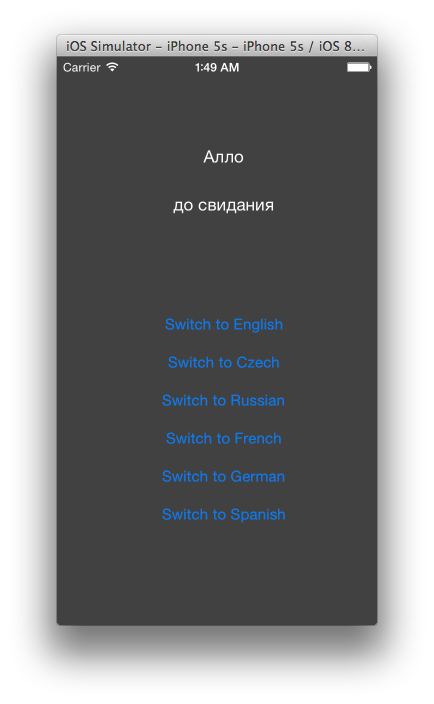 iOS Simulator – iPhone 5s – iPhone 5s / iOS 8...
Carrier 1:49 AM
Алло
до свидания
Switch to English
Switch to Czech
Switch to Russian
Switch to French
Switch to German
Switch to Spanish